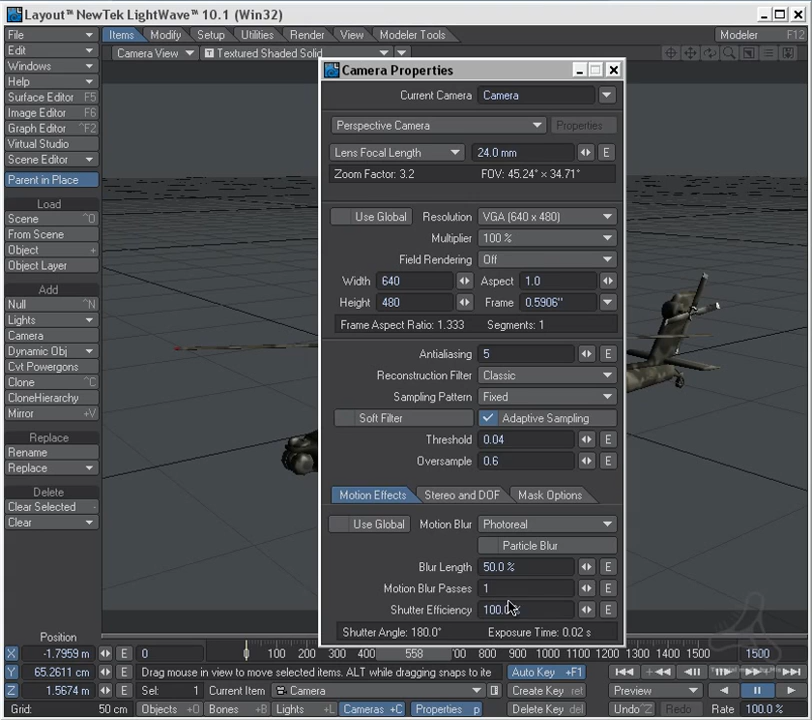 Layout™ NewTek LightWave™ 10.1 (Win32)
File
Items Modify Setup Utilities Render View Modeler Tools Modeler F12
Edit
Camera View Textured Shaded Solid
Windows
Help
Surface Editor F5
Image Editor F6
Graph Editor ^F2
Virtual Studio
Scene Editor
Parent in Place
Load
Scene ^O
From Scene
Object +
Object Layer
Add
Null ^N
Lights
Camera
Dynamic Obj
Cvt Powergons
Clone ^C
CloneHierarchy
Mirror +V
Replace
Rename
Replace
Delete
Clear Selected -
Clear
Camera Properties
Current Camera Camera
Perspective Camera Properties
Lens Focal Length 24.0 mm E
Zoom Factor: 3.2 FOV: 45.24° × 34.71°
Use Global Resolution VGA (640 x 480)
Multiplier 100 %
Field Rendering Off
Width 640 Aspect 1.0
Height 480 Frame 0.5906"
Frame Aspect Ratio: 1.333 Segments: 1
Antialiasing 5 E
Reconstruction Filter Classic
Sampling Pattern Fixed
Soft Filter Adaptive Sampling
Threshold 0.04 E
Oversample 0.6 E
Motion Effects Stereo and DOF Mask Options
Use Global Motion Blur Photoreal
Particle Blur
Blur Length 50.0 % E
Motion Blur Passes 1 E
Shutter Efficiency 100.0 % E
Shutter Angle: 180.0° Exposure Time: 0.02 s
Position
X -1.7959 m E 0 0 100 200 300 400 558 700 800 900 1500 1500
Y 65.2611 cm E Drag mouse in view to move selected items. ALT while dragging snaps to ite Auto Key +F1
Z 1.5674 m E Sel: 1 Current Item Camera Create Key ret Preview
Grid: 50 cm Objects +O Bones +B Lights +L Cameras +C Properties p Delete Key del Undo ^Z Redo Rate 100.0 %